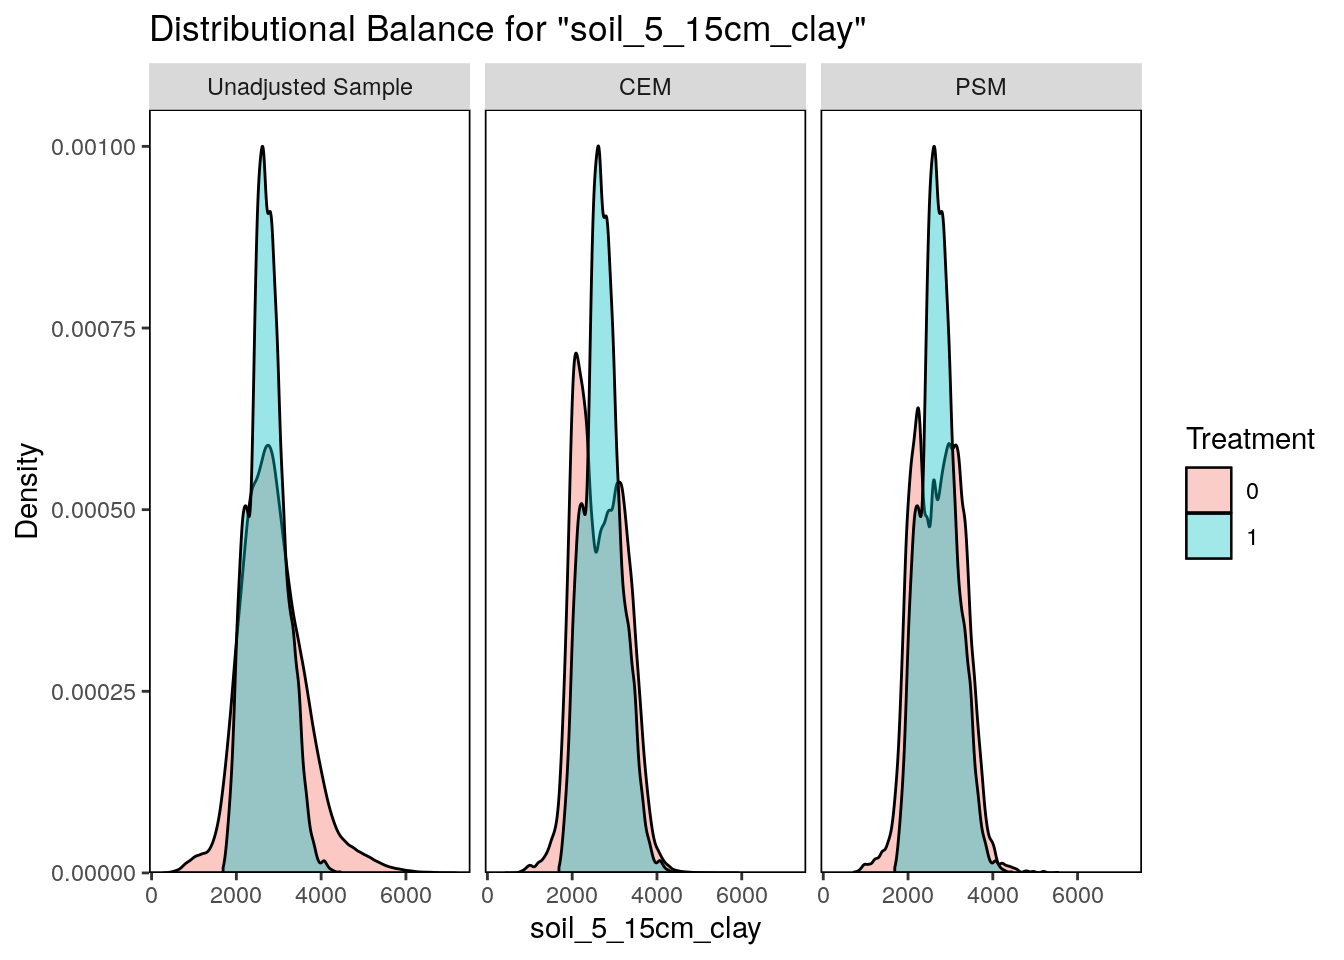 Distributional Balance for "soil_5_15cm_clay"
Unadjusted Sample
CEM
PSM
0.00100
0.00075
0.00050
0.00025
0.00000
Density
0 2000 4000 6000
0 2000 4000 6000
0 2000 4000 6000
soil_5_15cm_clay
Treatment
0
1